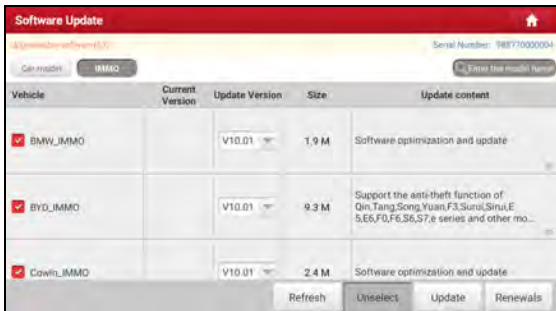 Software Update
Serial Number: 988770000004
Car model IMMO Enter the model name
Vehicle Current Version Update Version Size Update content
BMW_IMMO V10.01 1.9 M Software optimization and update
BYD_IMMO V10.01 9.3 M Support the anti-theft function of
Qin,Tang,Song,Yuan,F3,Surui,Sirui,E
5,E6,F0,F6,S6,S7,e series and other mo...
Cowin_IMMO V10.01 2.4 M Software optimization and update
Refresh Unselect Update Renewals